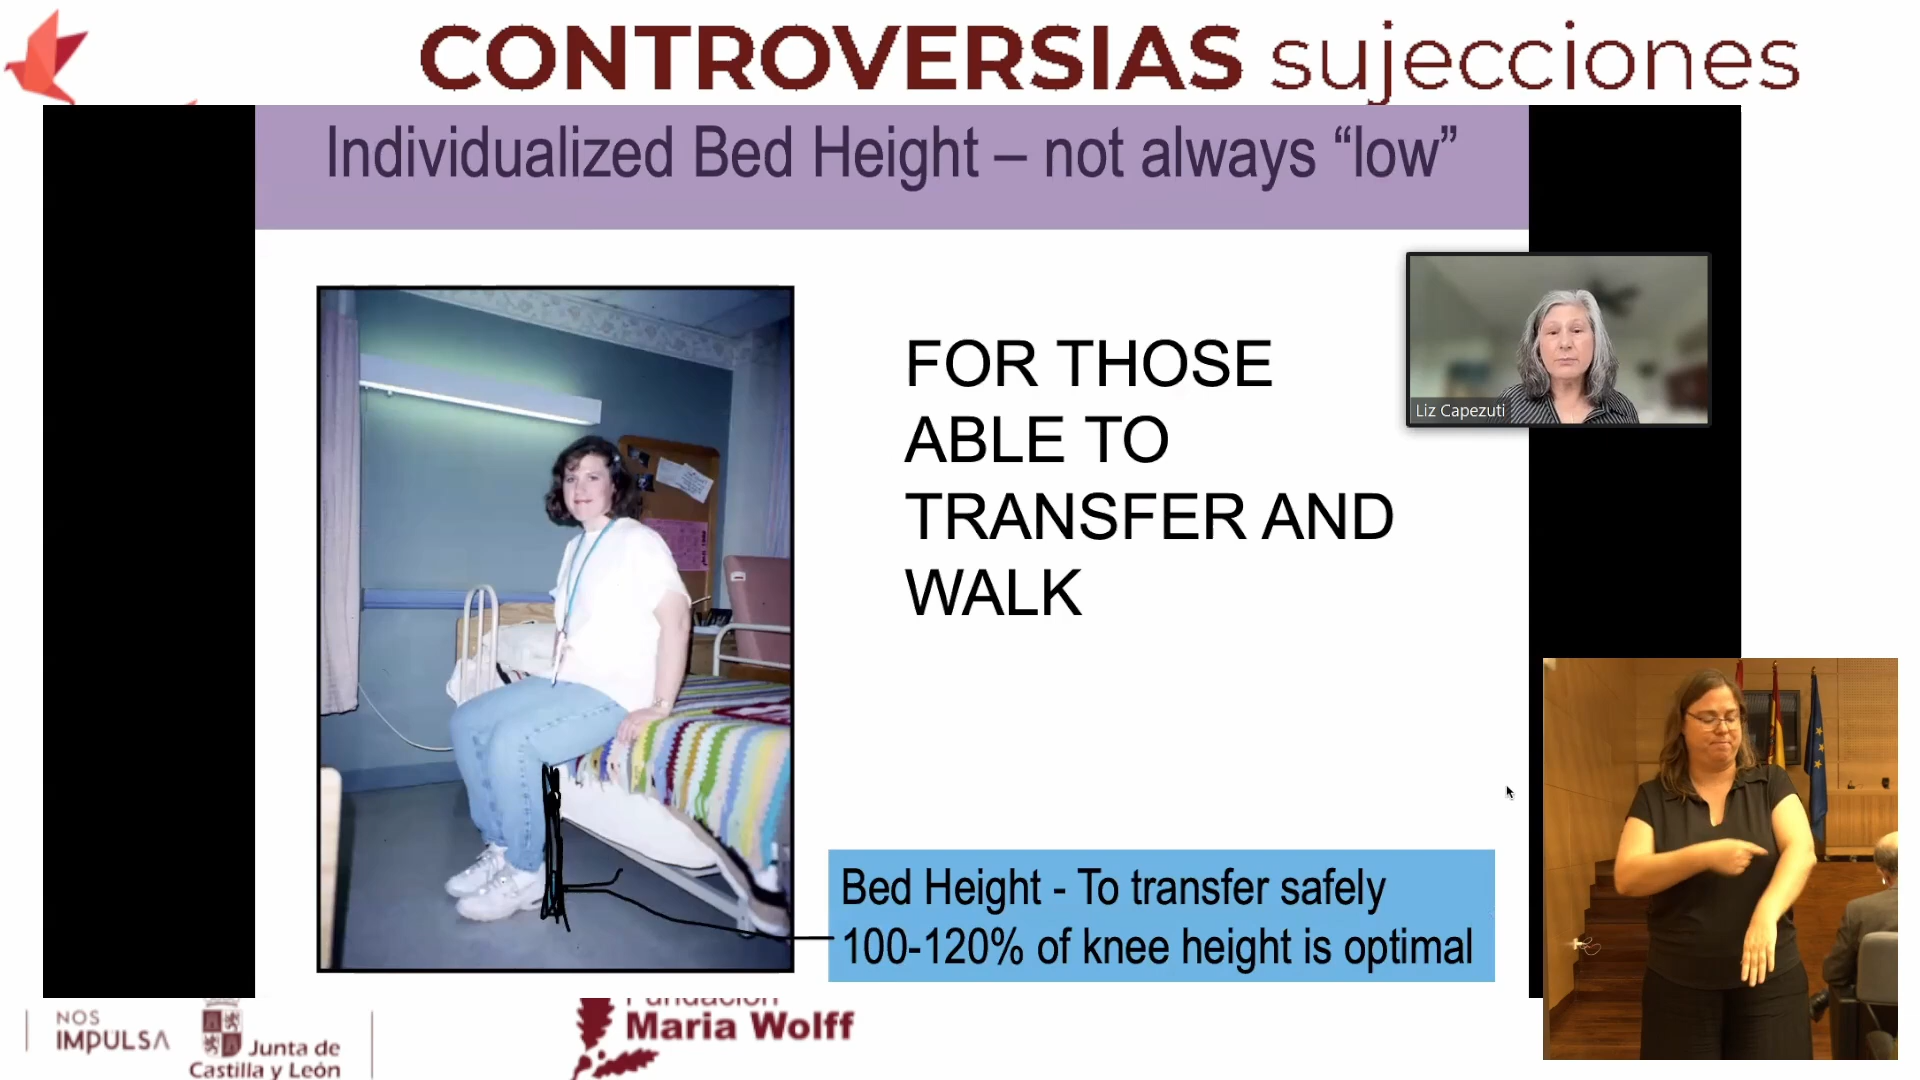 CONTROVERSIAS sujecciones
Individualized Bed Height – not always “low”
FOR THOSE
ABLE TO
TRANSFER AND
WALK
Liz Capezuti
Bed Height - To transfer safely
100-120% of knee height is optimal
NOS
IMPULSA
Junta de
Castilla y León
Fundación
Maria Wolff